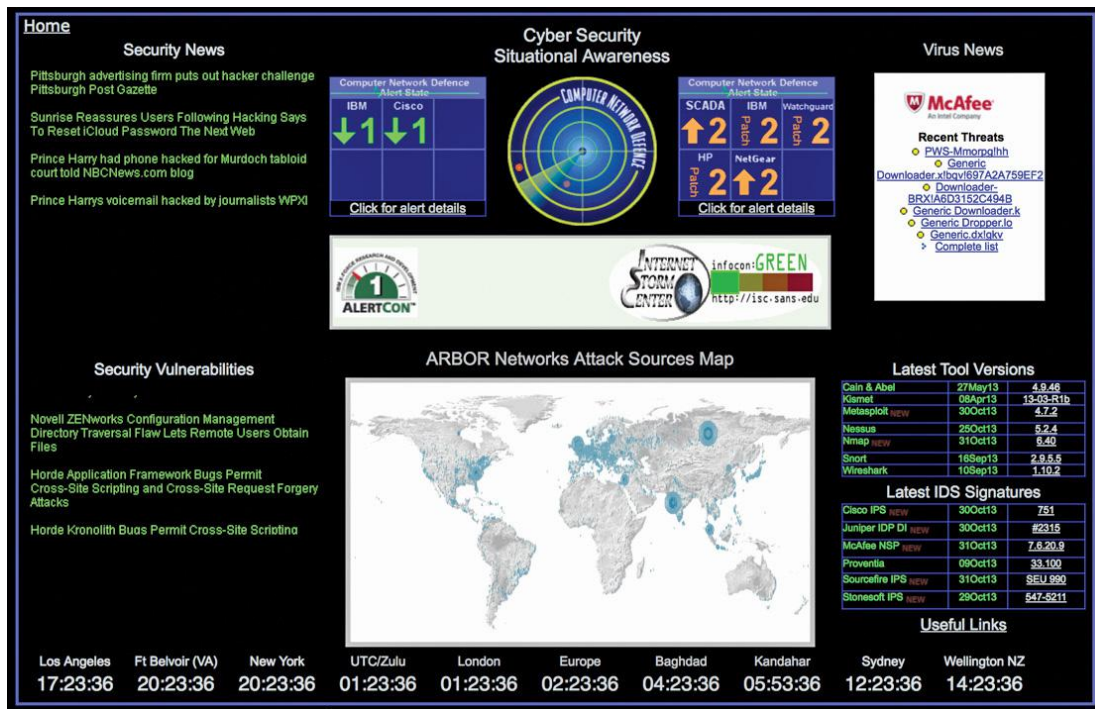 Home
Security News
Pittsburgh advertising firm puts out hacker challenge
Pittsburgh Post Gazette
Sunrise Reassures Users Following Hacking Says
To Reset iCloud Password The Next Web
Prince Harry had phone hacked for Murdoch tabloid
court told NBCNews.com blog
Prince Harrys voicemail hacked by journalists WPXI
Cyber Security
Situational Awareness
Computer Network Defence
Alert State
IBM Cisco
↓1 ↓1
Click for alert details
COMPUTER NETWORK DEFENCE
Computer Network Defence
Alert State
SCADA IBM Watchguard
↑2 Patch 2 Patch 2
HP NetGear
Patch 2 ↑2
Click for alert details
Virus News
McAfee
An Intel Company
Recent Threats
PWS-Mmorpg!hh
Generic
Downloader.x!bqv!697A2A759EF2
Downloader-
BRX!A6D3152C494B
Generic Downloader.k
Generic Dropper.lo
Generic.dx!gkv
Complete list
1
ALERTCON™
INTERNET
STORM
CENTER
infocon:GREEN
http://isc.sans.edu
Security Vulnerabilities
Novell ZENworks Configuration Management
Directory Traversal Flaw Lets Remote Users Obtain
Files
Horde Application Framework Bugs Permit
Cross-Site Scripting and Cross-Site Request Forgery
Attacks
Horde Kronolith Bugs Permit Cross-Site Scripting
ARBOR Networks Attack Sources Map
Latest Tool Versions
Cain & Abel 27May13 4.9.46
Kismet 08Apr13 13-03-R1b
Metasploit NEW 30Oct13 4.7.2
Nessus 25Oct13 5.2.4
Nmap NEW 31Oct13 6.40
Snort 16Sep13 2.9.5.5
Wireshark 10Sep13 1.10.2
Latest IDS Signatures
Cisco IPS NEW 30Oct13 751
Juniper IDP DI NEW 30Oct13 #2315
McAfee NSP NEW 31Oct13 7.6.20.9
Proventia 09Oct13 33.100
Sourcefire IPS NEW 31Oct13 SEU 990
Stonesoft IPS NEW 29Oct13 547-5211
Useful Links
Los Angeles Ft Belvoir (VA) New York UTC/Zulu London Europe Baghdad Kandahar Sydney Wellington NZ
17:23:36 20:23:36 20:23:36 01:23:36 01:23:36 02:23:36 04:23:36 05:53:36 12:23:36 14:23:36